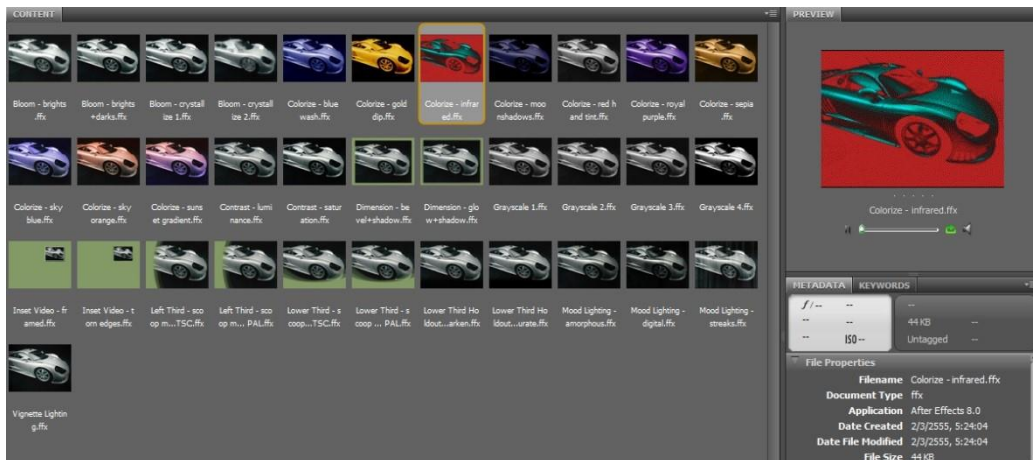 CONTENT
Bloom - brights
.ffx
Bloom - brights
+darks.ffx
Bloom - crystall
ize 1.ffx
Bloom - crystall
ize 2.ffx
Colorize - blue
wash.ffx
Colorize - gold
dip.ffx
Colorize - infrar
ed.ffx
Colorize - moo
nshadows.ffx
Colorize - red h
and tint.ffx
Colorize - royal
purple.ffx
Colorize - sepia
.ffx
Colorize - sky
blue.ffx
Colorize - sky
orange.ffx
Colorize - suns
et gradient.ffx
Contrast - lumi
nance.ffx
Contrast - satur
ation.ffx
Dimension - be
vel+shadow.ffx
Dimension - glo
w+shadow.ffx
Grayscale 1.ffx
Grayscale 2.ffx
Grayscale 3.ffx
Grayscale 4.ffx
Inset Video - fr
amed.ffx
Inset Video - t
orn edges.ffx
Left Third - sco
op m...TSC.ffx
Left Third - sco
op m... PAL.ffx
Lower Third - s
coop...TSC.ffx
Lower Third - s
coop ... PAL.ffx
Lower Third Ho
ldout...arken.ffx
Lower Third Ho
ldout...urate.ffx
Mood Lighting -
amorphous.ffx
Mood Lighting -
digital.ffx
Mood Lighting -
streaks.ffx
Vignette Lightin
g.ffx
PREVIEW
Colorize - infrared.ffx
METADATA KEYWORDS
f/-- --
-- --
-- ISO --
--
44 KB --
Untagged --
File Properties
Filename Colorize - infrared.ffx
Document Type ffx
Application After Effects 8.0
Date Created 2/3/2555, 5:24:04
Date File Modified 2/3/2555, 5:24:04
File Size 44 KB